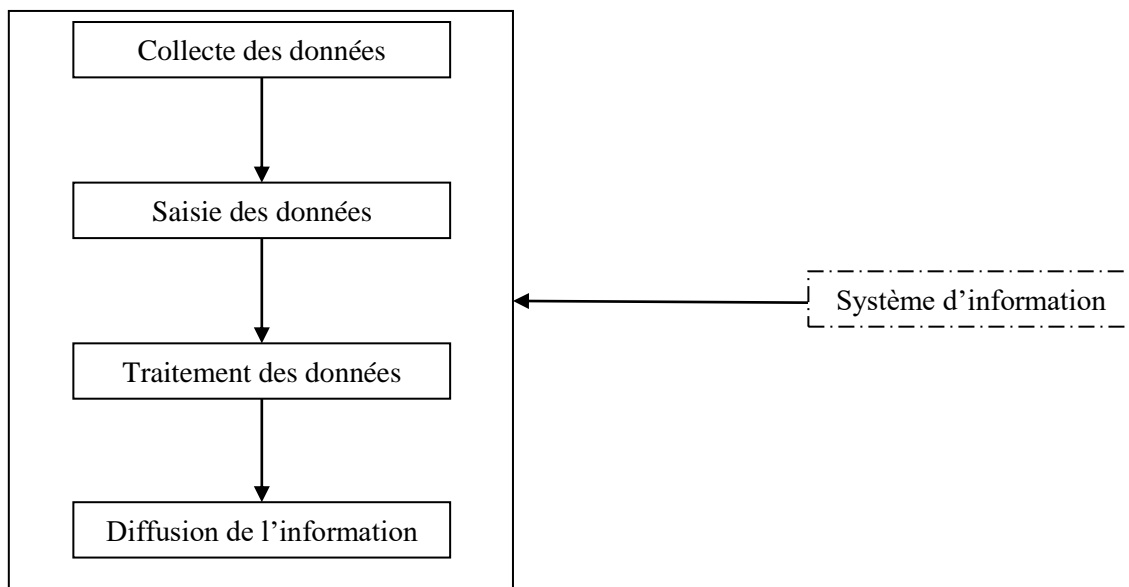 Collecte des données
Saisie des données
Système d’information
Traitement des données
Diffusion de l’information